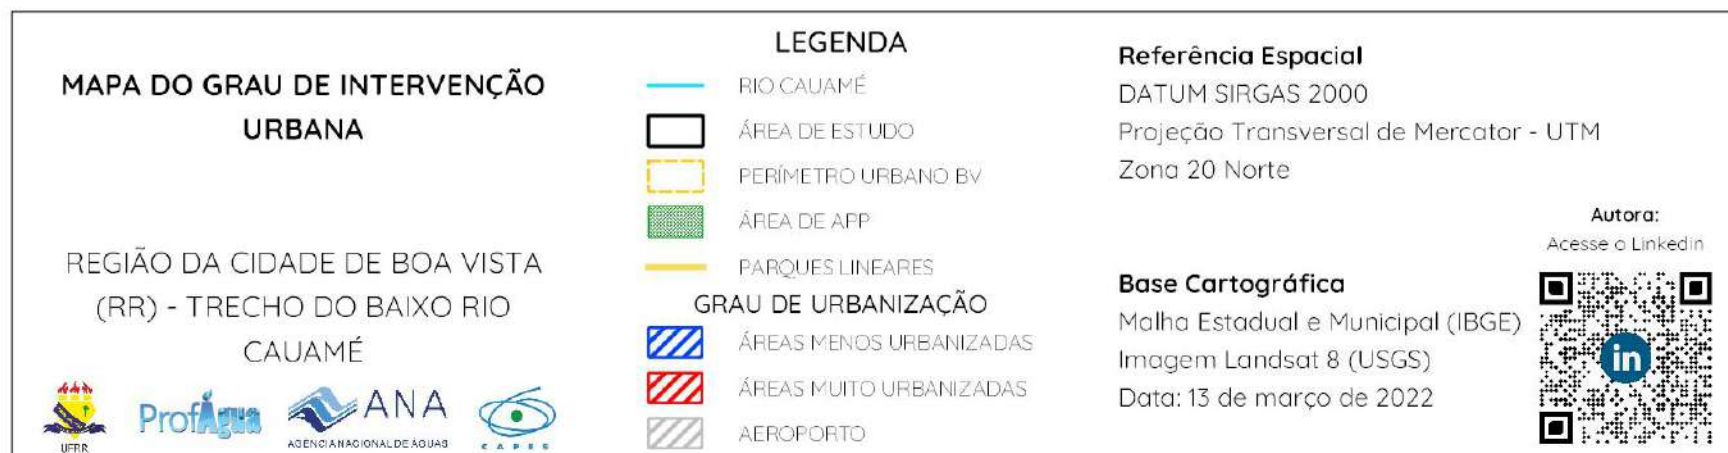 MAPA DO GRAU DE INTERVENÇÃO
URBANA
REGIÃO DA CIDADE DE BOA VISTA
(RR) - TRECHO DO BAIXO RIO
CAUAMÉ
UFRR
ProfÁgua
ANA
AGÊNCIA NACIONAL DE ÁGUAS
CAPES
LEGENDA
RIO CAUAMÉ
ÁREA DE ESTUDO
PERÍMETRO URBANO BV
ÁREA DE APP
PARQUES LINEARES
GRAU DE URBANIZAÇÃO
ÁREAS MENOS URBANIZADAS
ÁREAS MUITO URBANIZADAS
AEROPORTO
Referência Espacial
DATUM SIRGAS 2000
Projeção Transversal de Mercator - UTM
Zona 20 Norte
Base Cartográfica
Malha Estadual e Municipal (IBGE)
Imagem Landsat 8 (USGS)
Data: 13 de março de 2022
Autora:
Acesse o Linkedin
in